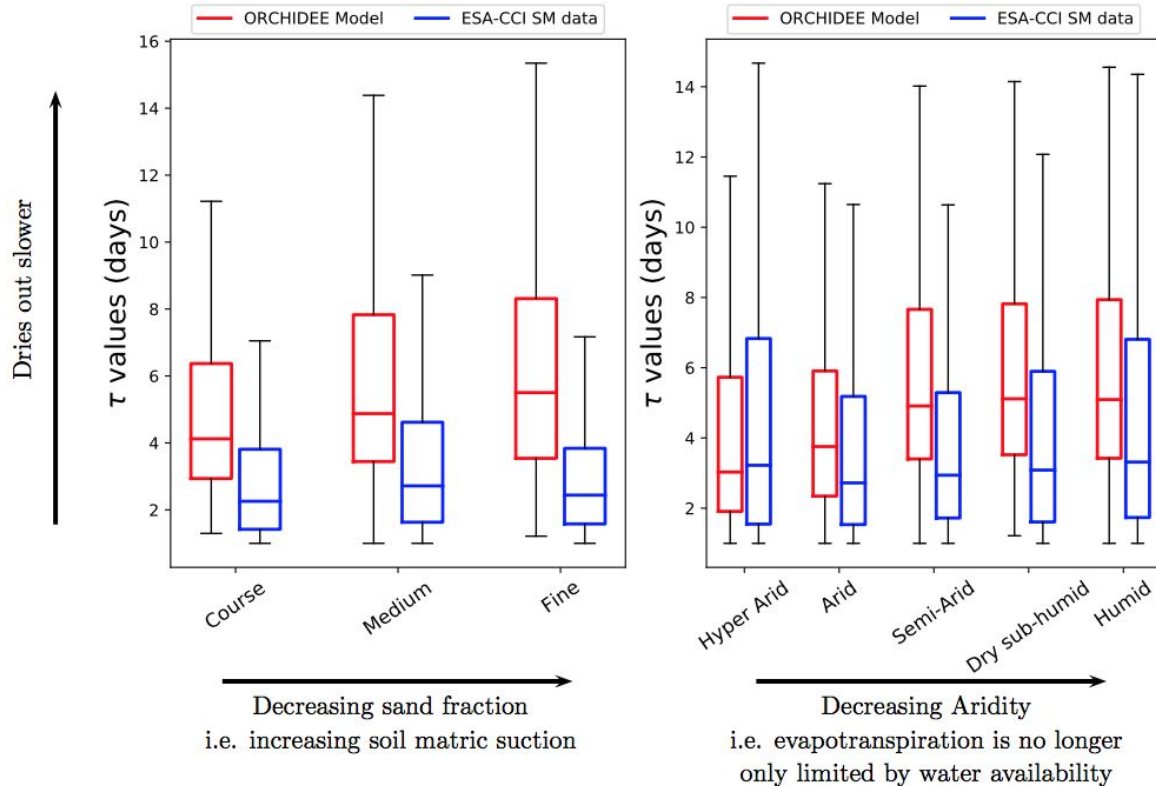 ORCHIDEE Model ESA-CCI SM data
16
14
12
10
8
6
4
2
τ values (days)
Dries out slower
Course Medium Fine
Decreasing sand fraction
i.e. increasing soil matric suction
ORCHIDEE Model ESA-CCI SM data
14
12
10
8
6
4
2
τ values (days)
Hyper Arid Arid Semi-Arid Dry sub-humid Humid
Decreasing Aridity
i.e. evapotranspiration is no longer
only limited by water availability